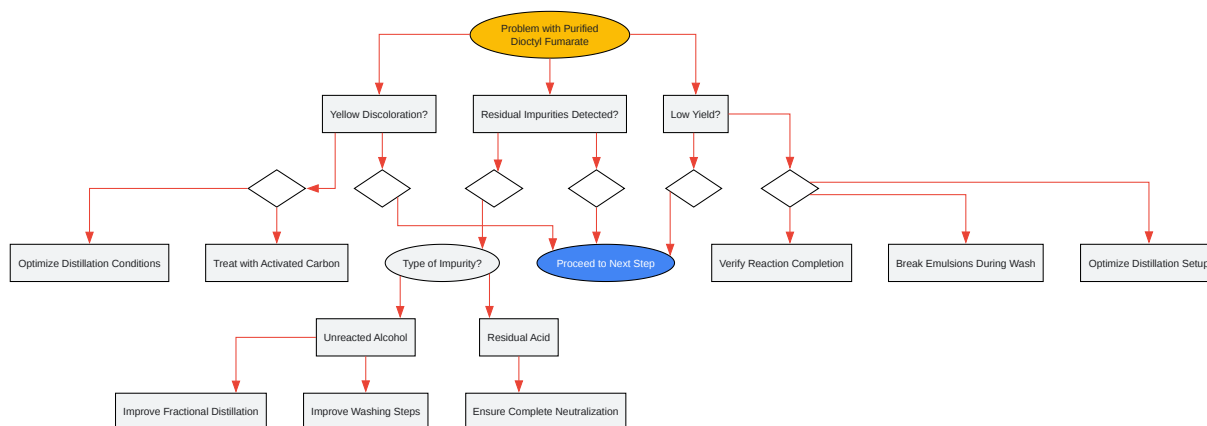 Problem with Purified
Dioctyl Fumarate
Yellow Discoloration?
Residual Impurities Detected?
Low Yield?
Optimize Distillation Conditions
Treat with Activated Carbon
Type of Impurity?
Proceed to Next Step
Verify Reaction Completion
Break Emulsions During Wash
Optimize Distillation Setup
Unreacted Alcohol
Residual Acid
Improve Fractional Distillation
Improve Washing Steps
Ensure Complete Neutralization